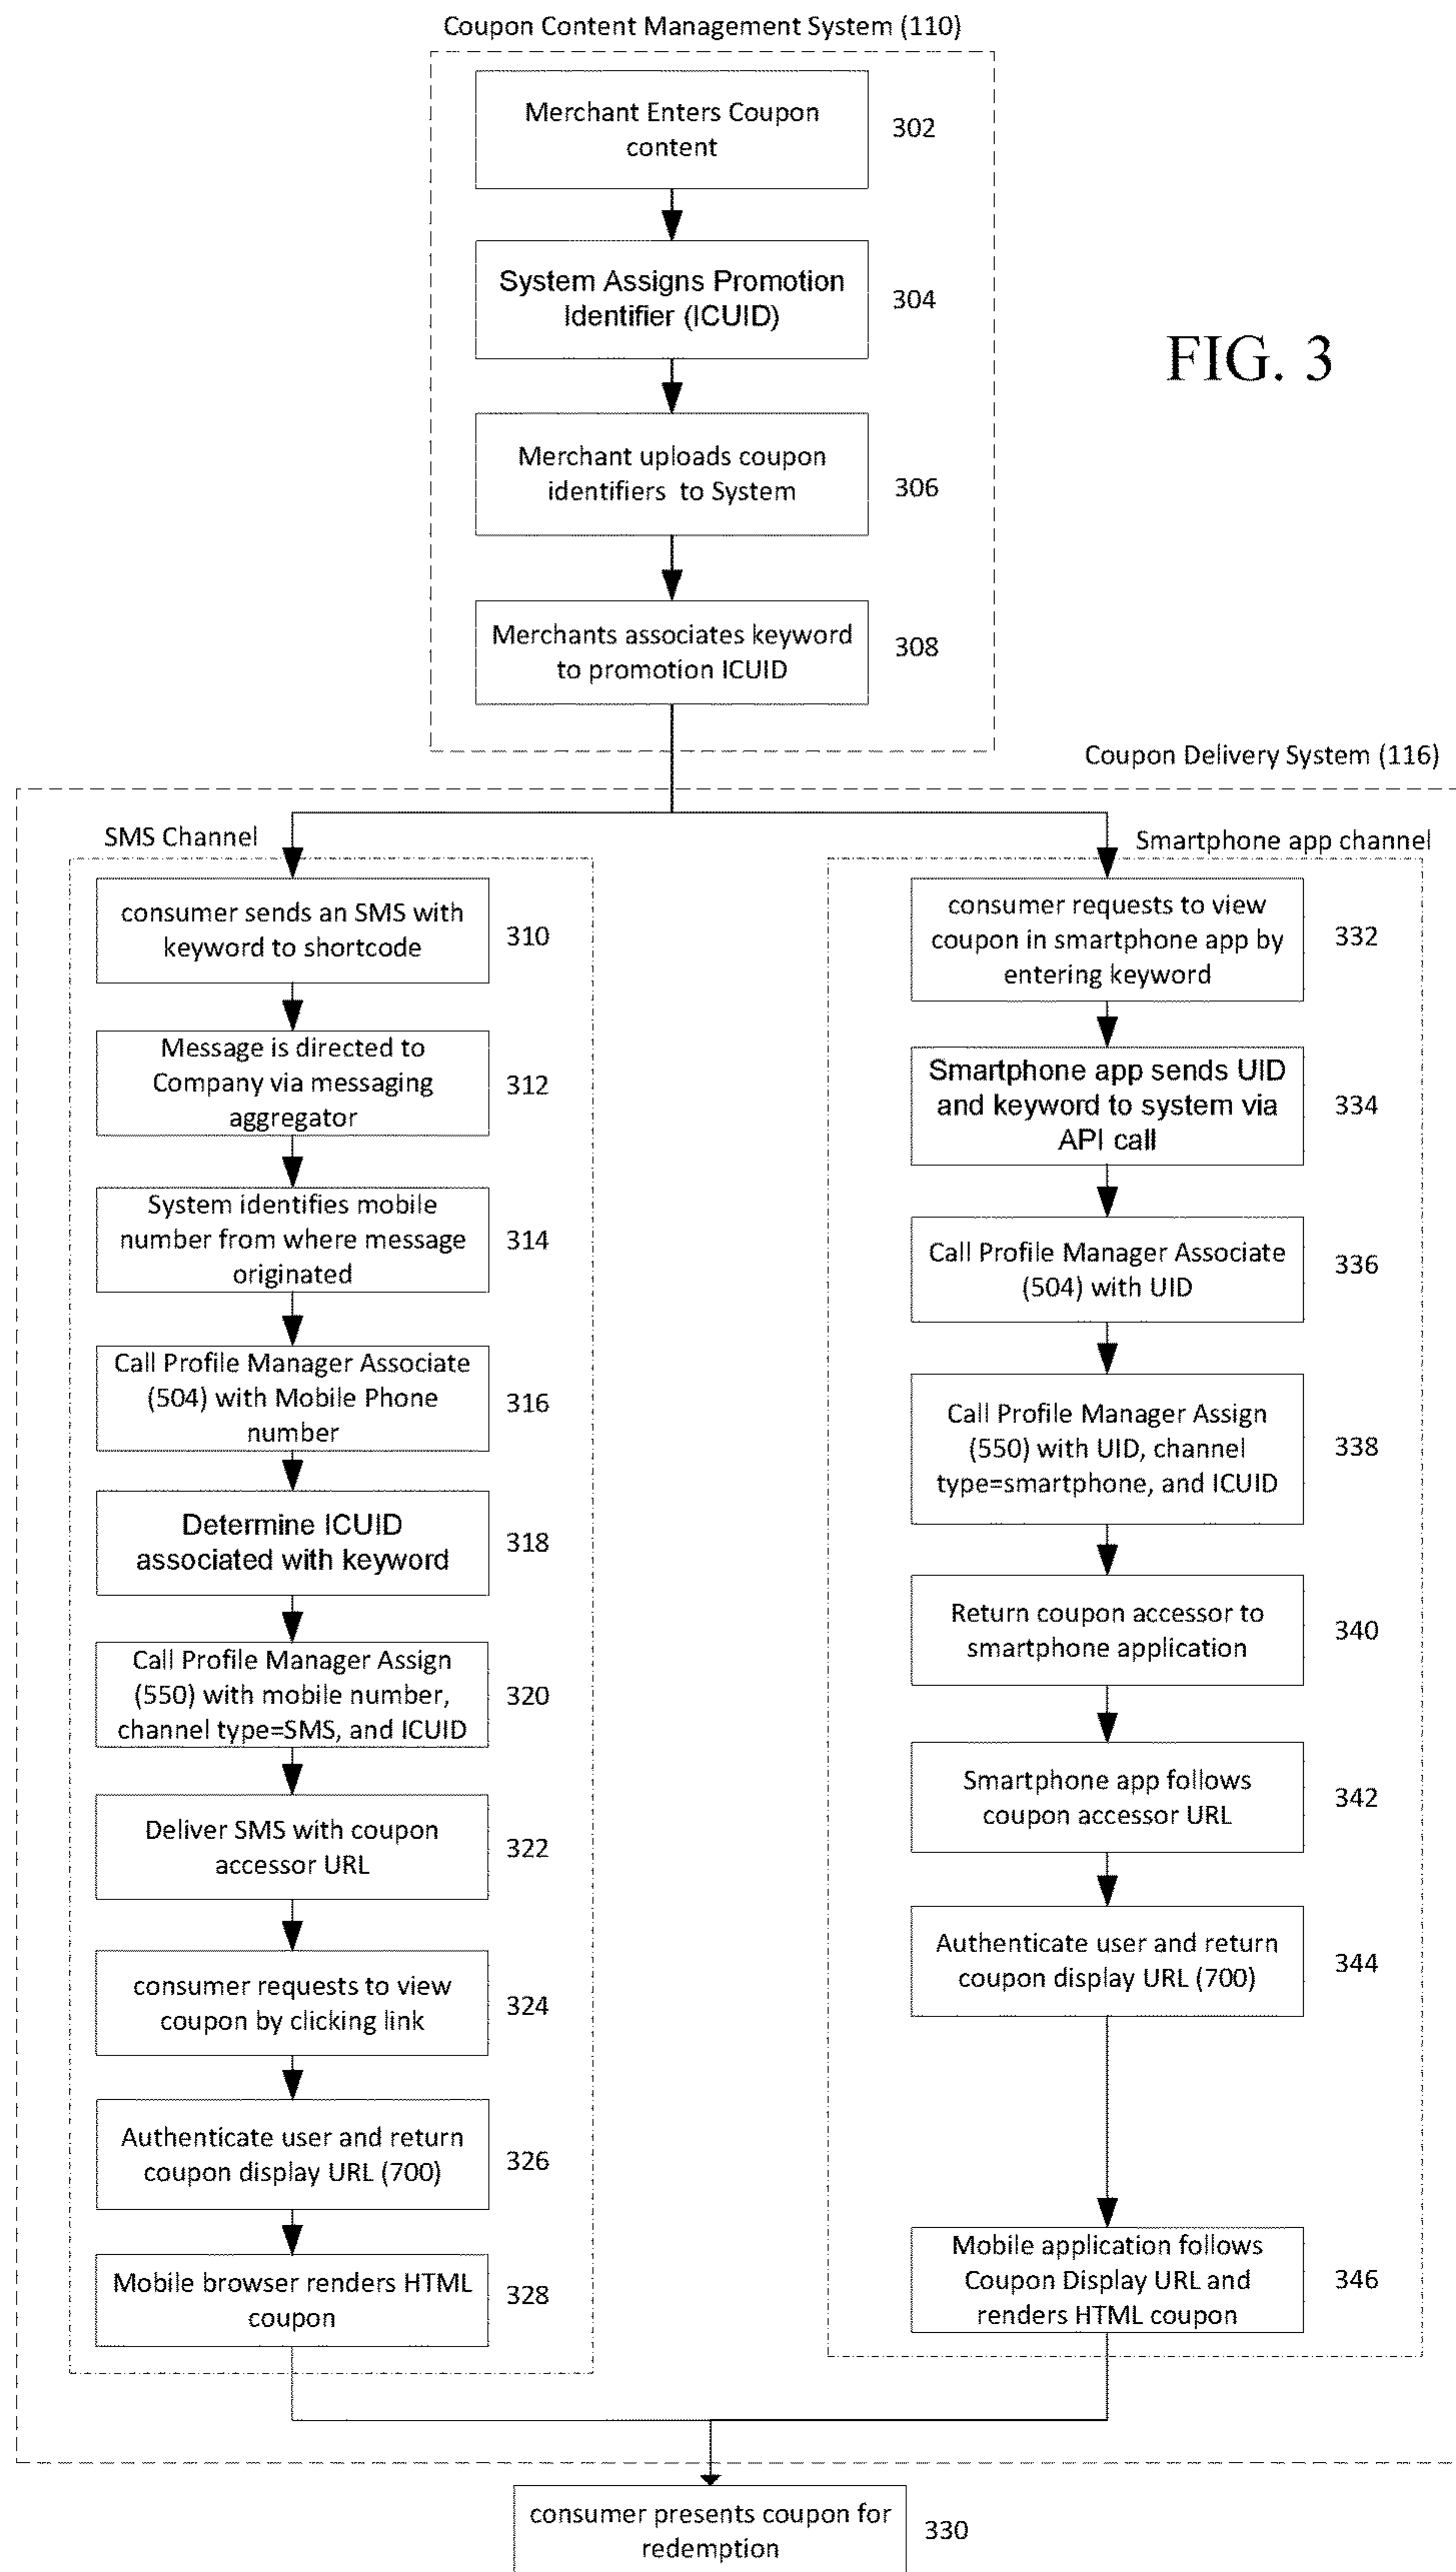 Coupon Content Management System (110)
Merchant Enters Coupon
content
302
System Assigns Promotion
Identifier (ICUID)
304
FIG. 3
Merchant uploads coupon
identifiers to System
306
Merchants associates keyword
to promotion ICUID
308
Coupon Delivery System (116)
SMS Channel
consumer sends an SMS with
keyword to shortcode
310
Message is directed to
Company via messaging
aggregator
312
System identifies mobile
number from where message
originated
314
Call Profile Manager Associate
(504) with Mobile Phone
number
316
Determine ICUID
associated with keyword
318
Call Profile Manager Assign
(550) with mobile number,
channel type=SMS, and ICUID
320
Deliver SMS with coupon
accessor URL
322
consumer requests to view
coupon by clicking link
324
Authenticate user and return
coupon display URL (700)
326
Mobile browser renders HTML
coupon
328
Smartphone app channel
consumer requests to view
coupon in smartphone app by
entering keyword
332
Smartphone app sends UID
and keyword to system via
API call
334
Call Profile Manager Associate
(504) with UID
336
Call Profile Manager Assign
(550) with UID, channel
type=smartphone, and ICUID
338
Return coupon accessor to
smartphone application
340
Smartphone app follows
coupon accessor URL
342
Authenticate user and return
coupon display URL (700)
344
Mobile application follows
Coupon Display URL and
renders HTML coupon
346
consumer presents coupon for
redemption
330